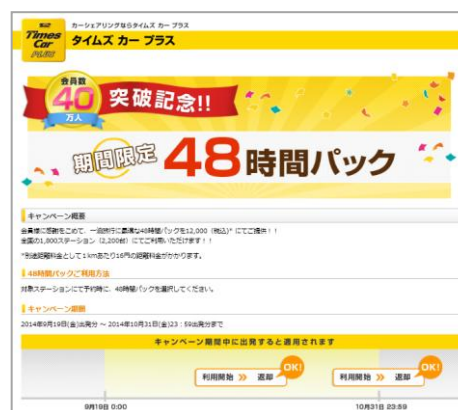 Times
Car
PLUS
カーシェアリングならタイムズ カー プラス
タイムズ カー プラス
会員数
40
万人
突破記念!!
期間限定 48時間パック
キャンペーン概要
会員様に感謝をこめて、一泊旅行に最適な48時間パックを12,000（税込)* にてご提供！！
全国の1,800ステーション（2,200台）にてご利用いただけます！！
*別途距離料金として１kmあたり16円の距離料金がかかります。
48時間パックご利用方法
対象ステーションにて予約時に、48時間パックを選択してください。
キャンペーン期間
2014年9月19日(金)出発分 ～ 2014年10月31日(金)23：59出発分まで
キャンペーン期間中に出発すると適用されます
利用開始 》 返却 OK!
利用開始 》 返却 OK!
9月19日 0:00
10月31日 23:59